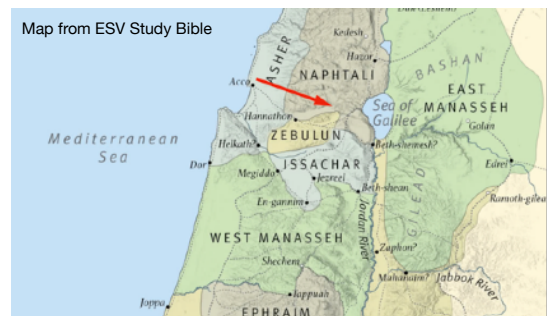 Map from ESV Study Bible
Kedesh
Hazor
ASHER
NAPHTALI
BASHAN
Acco
EAST
MANASSEH
Sea of
Galilee
Hannathon
Golan
Mediterranean
Sea
ZEBULUN
Helkath?
Beth-shemesh?
Dor
ISSACHAR
Edrei
Megiddo
Jezreel
Beth-shean
GILEAD
Ramoth-gilea
En-gannim
Jordan River
WEST MANASSEH
Zaphon?
Shechem
Mahanaim?
Jabbok River
Joppa
Tappuah
EPHRAIM